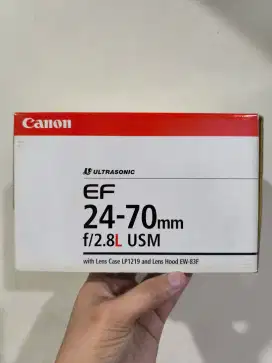 Canon
ULTRASONIC
EF
24-70mm
f/2.8L USM
with Lens Case LP1219 and Lens Hood EW-83F